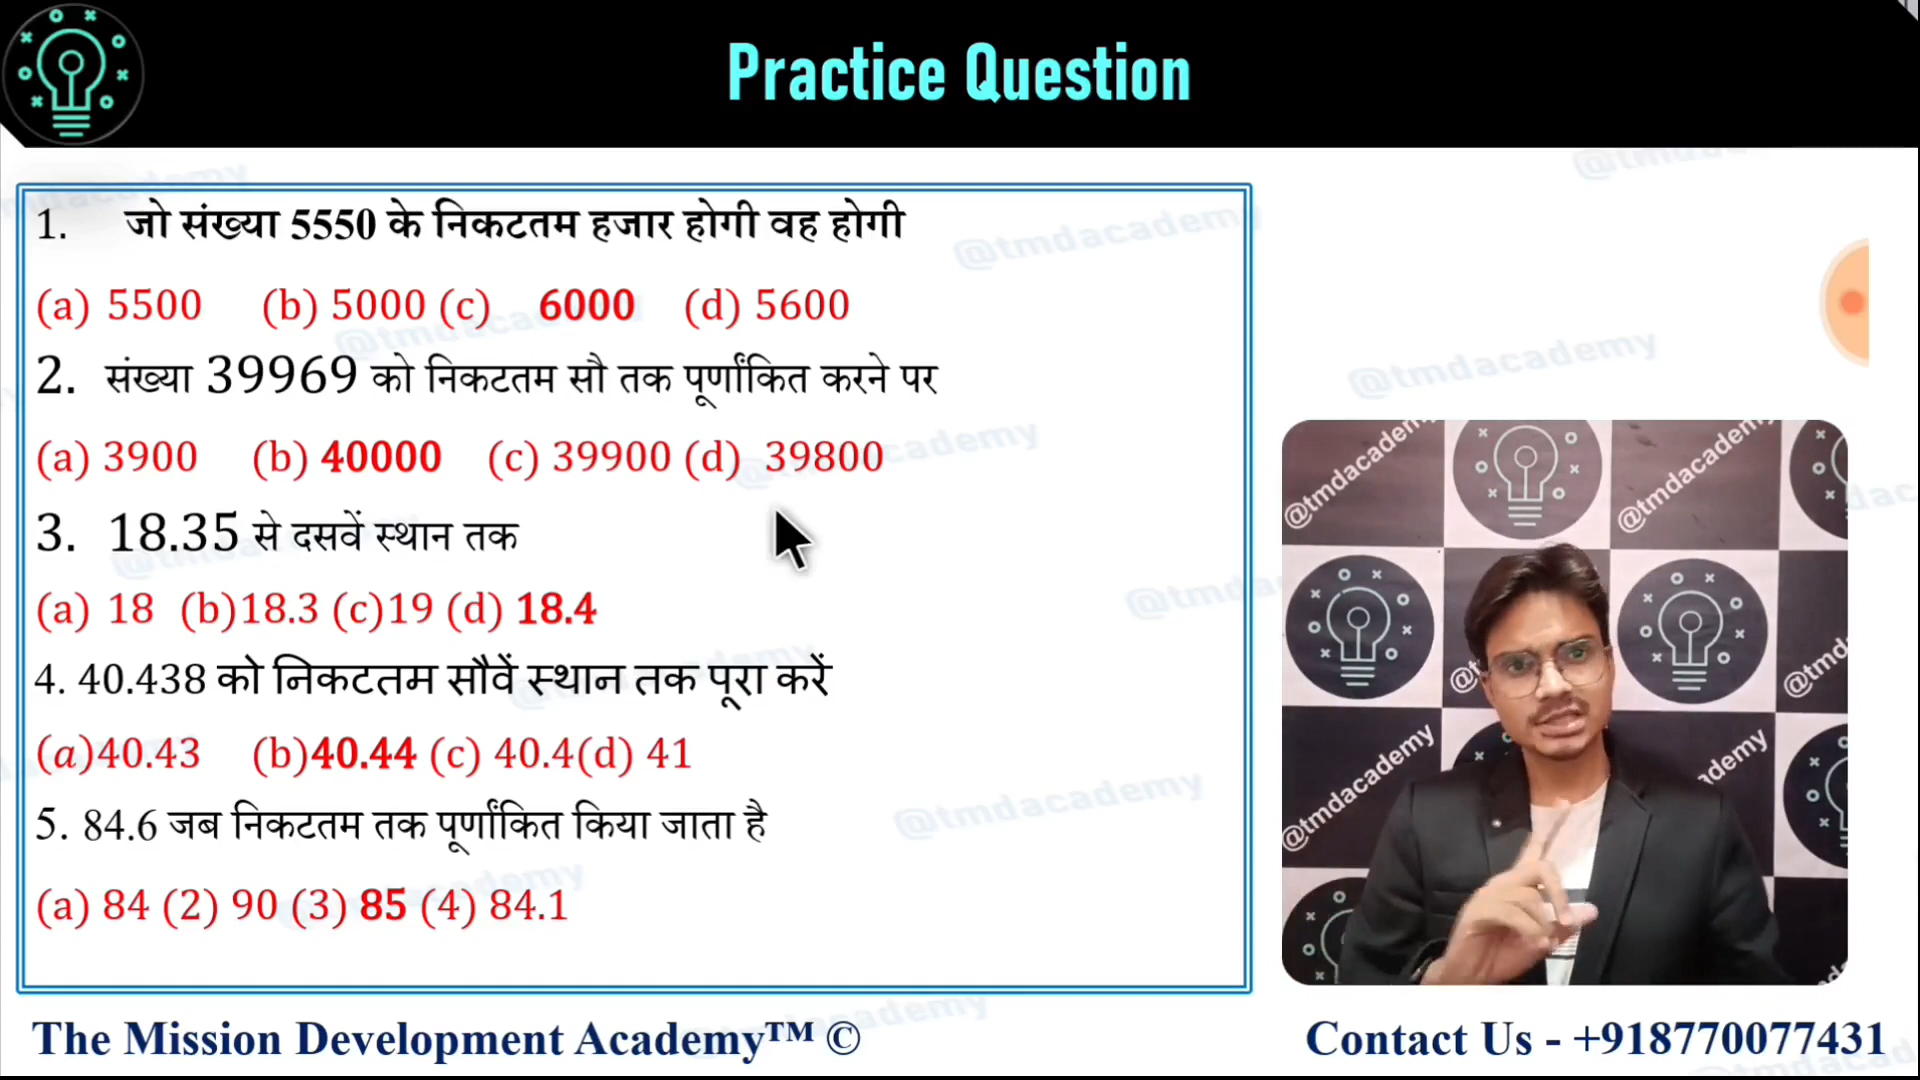 Practice Question
1. जो संख्या 5550 के निकटतम हजार होगी वह होगी
(a) 5500 (b) 5000 (c) 6000 (d) 5600
2. संख्या 39969 को निकटतम सौ तक पूर्णांकित करने पर
(a) 3900 (b) 40000 (c) 39900 (d) 39800
3. 18.35 से दसवें स्थान तक
(a) 18 (b)18.3 (c)19 (d) 18.4
4. 40.438 को निकटतम सौवें स्थान तक पूरा करें
(a)40.43 (b)40.44 (c) 40.4(d) 41
5. 84.6 जब निकटतम तक पूर्णांकित किया जाता है
(a) 84 (2) 90 (3) 85 (4) 84.1
@tmdacademy
@tmdacademy
@tmdacademy
@tmdacademy
The Mission Development Academy™ ©
Contact Us - +918770077431